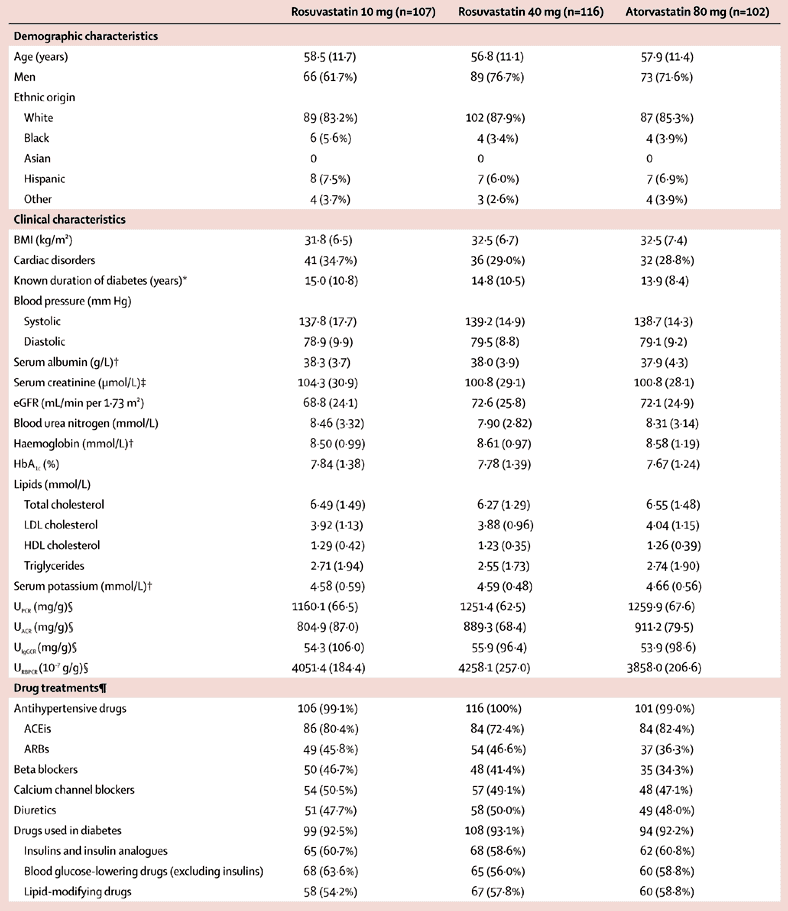 Rosuvastatin 10 mg (n=107) Rosuvastatin 40 mg (n=116) Atorvastatin 80 mg (n=102)
Demographic characteristics
Age (years) 58·5 (11·7) 56·8 (11·1) 57·9 (11·4)
Men 66 (61·7%) 89 (76·7%) 73 (71·6%)
Ethnic origin
White 89 (83·2%) 102 (87·9%) 87 (85·3%)
Black 6 (5·6%) 4 (3·4%) 4 (3·9%)
Asian 0 0 0
Hispanic 8 (7·5%) 7 (6·0%) 7 (6·9%)
Other 4 (3·7%) 3 (2·6%) 4 (3·9%)
Clinical characteristics
BMI (kg/m²) 31·8 (6·5) 32·5 (6·7) 32·5 (7·4)
Cardiac disorders 41 (34·7%) 36 (29·0%) 32 (28·8%)
Known duration of diabetes (years)* 15·0 (10·8) 14·8 (10·5) 13·9 (8·4)
Blood pressure (mm Hg)
Systolic 137·8 (17·7) 139·2 (14·9) 138·7 (14·3)
Diastolic 78·9 (9·9) 79·5 (8·8) 79·1 (9·2)
Serum albumin (g/L)† 38·3 (3·7) 38·0 (3·9) 37·9 (4·3)
Serum creatinine (μmol/L)‡ 104·3 (30·9) 100·8 (29·1) 100·8 (28·1)
eGFR (mL/min per 1·73 m²) 68·8 (24·1) 72·6 (25·8) 72·1 (24·9)
Blood urea nitrogen (mmol/L) 8·46 (3·32) 7·90 (2·82) 8·31 (3·14)
Haemoglobin (mmol/L)† 8·50 (0·99) 8·61 (0·97) 8·58 (1·19)
HbA1c (%) 7·84 (1·38) 7·78 (1·39) 7·67 (1·24)
Lipids (mmol/L)
Total cholesterol 6·49 (1·49) 6·27 (1·29) 6·55 (1·48)
LDL cholesterol 3·92 (1·13) 3·88 (0·96) 4·04 (1·15)
HDL cholesterol 1·29 (0·42) 1·23 (0·35) 1·26 (0·39)
Triglycerides 2·71 (1·94) 2·55 (1·73) 2·74 (1·90)
Serum potassium (mmol/L)† 4·58 (0·59) 4·59 (0·48) 4·66 (0·56)
UPCR (mg/g)§ 1160·1 (66·5) 1251·4 (62·5) 1259·9 (67·6)
UACR (mg/g)§ 804·9 (87·0) 889·3 (68·4) 911·2 (79·5)
UIgGCR (mg/g)§ 54·3 (106·0) 55·9 (96·4) 53·9 (98·6)
URBPCR (10⁻⁷ g/g)§ 4051·4 (184·4) 4258·1 (257·0) 3858·0 (206·6)
Drug treatments¶
Antihypertensive drugs 106 (99·1%) 116 (100%) 101 (99·0%)
ACEis 86 (80·4%) 84 (72·4%) 84 (82·4%)
ARBs 49 (45·8%) 54 (46·6%) 37 (36·3%)
Beta blockers 50 (46·7%) 48 (41·4%) 35 (34·3%)
Calcium channel blockers 54 (50·5%) 57 (49·1%) 48 (47·1%)
Diuretics 51 (47·7%) 58 (50·0%) 49 (48·0%)
Drugs used in diabetes 99 (92·5%) 108 (93·1%) 94 (92·2%)
Insulins and insulin analogues 65 (60·7%) 68 (58·6%) 62 (60·8%)
Blood glucose-lowering drugs (excluding insulins) 68 (63·6%) 65 (56·0%) 60 (58·8%)
Lipid-modifying drugs 58 (54·2%) 67 (57·8%) 60 (58·8%)